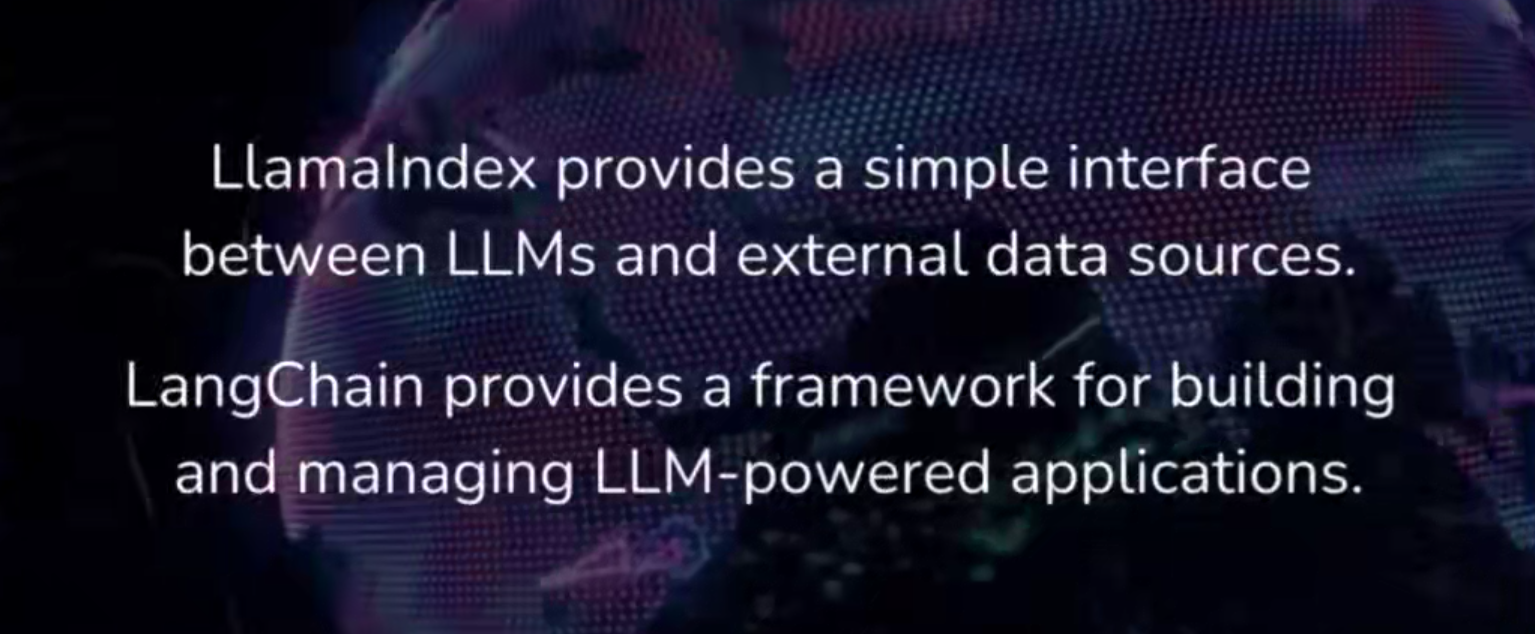 LlamaIndex provides a simple interface
between LLMs and external data sources.
LangChain provides a framework for building
and managing LLM-powered applications.